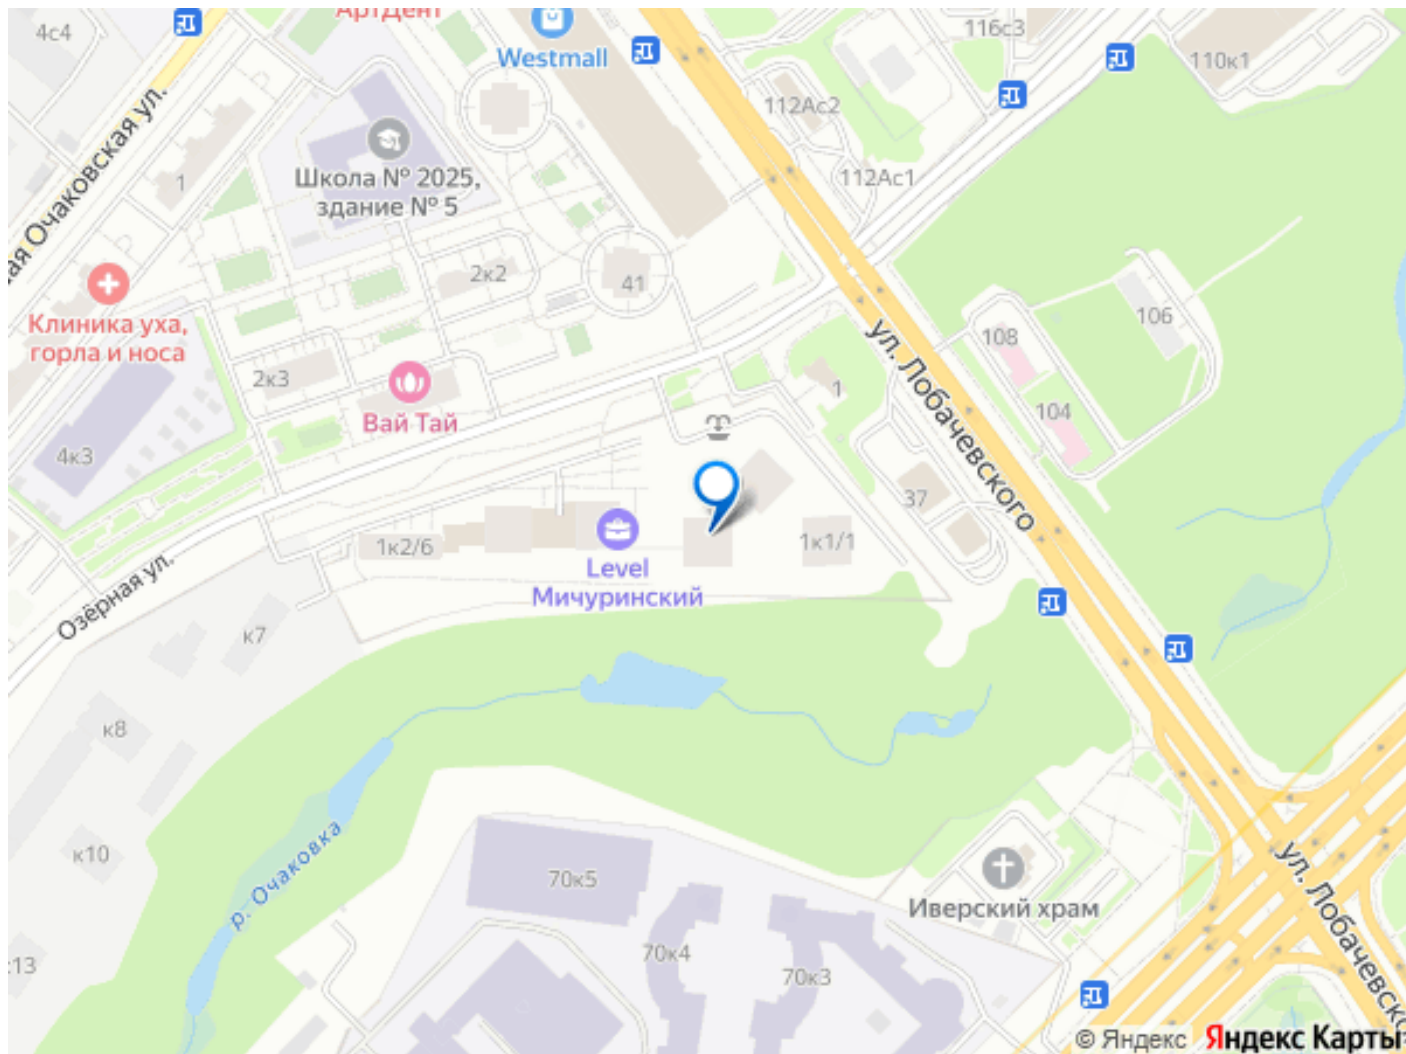 4с4
АртДент
Westmall
116с3
110к1
112Ас2
112Ас1
Школа № 2025,
здание № 5
1
ая Очаковская ул.
2к2
41
Клиника уха,
горла и носа
2к3
Вай Тай
4к3
ул. Лобачевского
106
108
104
1
37
1к1/1
1к2/6
Level
Мичуринский
Озёрная ул.
к7
к8
к10
р. Очаковка
13
70к5
70к4
70к3
Иверский храм
ул. Лобачевско
© Яндекс Яндекс Карты